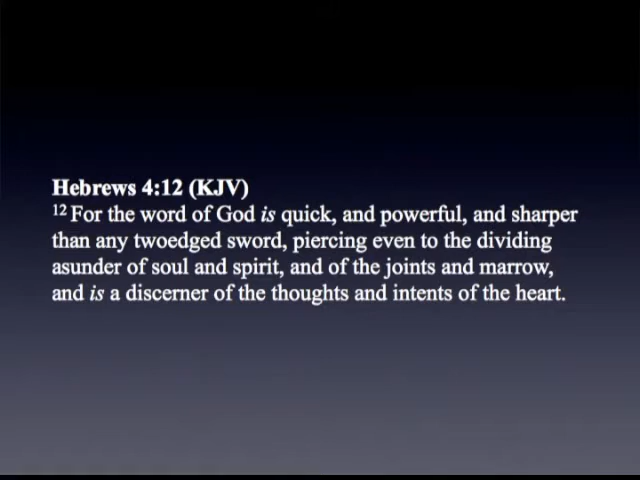 Hebrews 4:12 (KJV)
12 For the word of God is quick, and powerful, and sharper
than any twoedged sword, piercing even to the dividing
asunder of soul and spirit, and of the joints and marrow,
and is a discerner of the thoughts and intents of the heart.